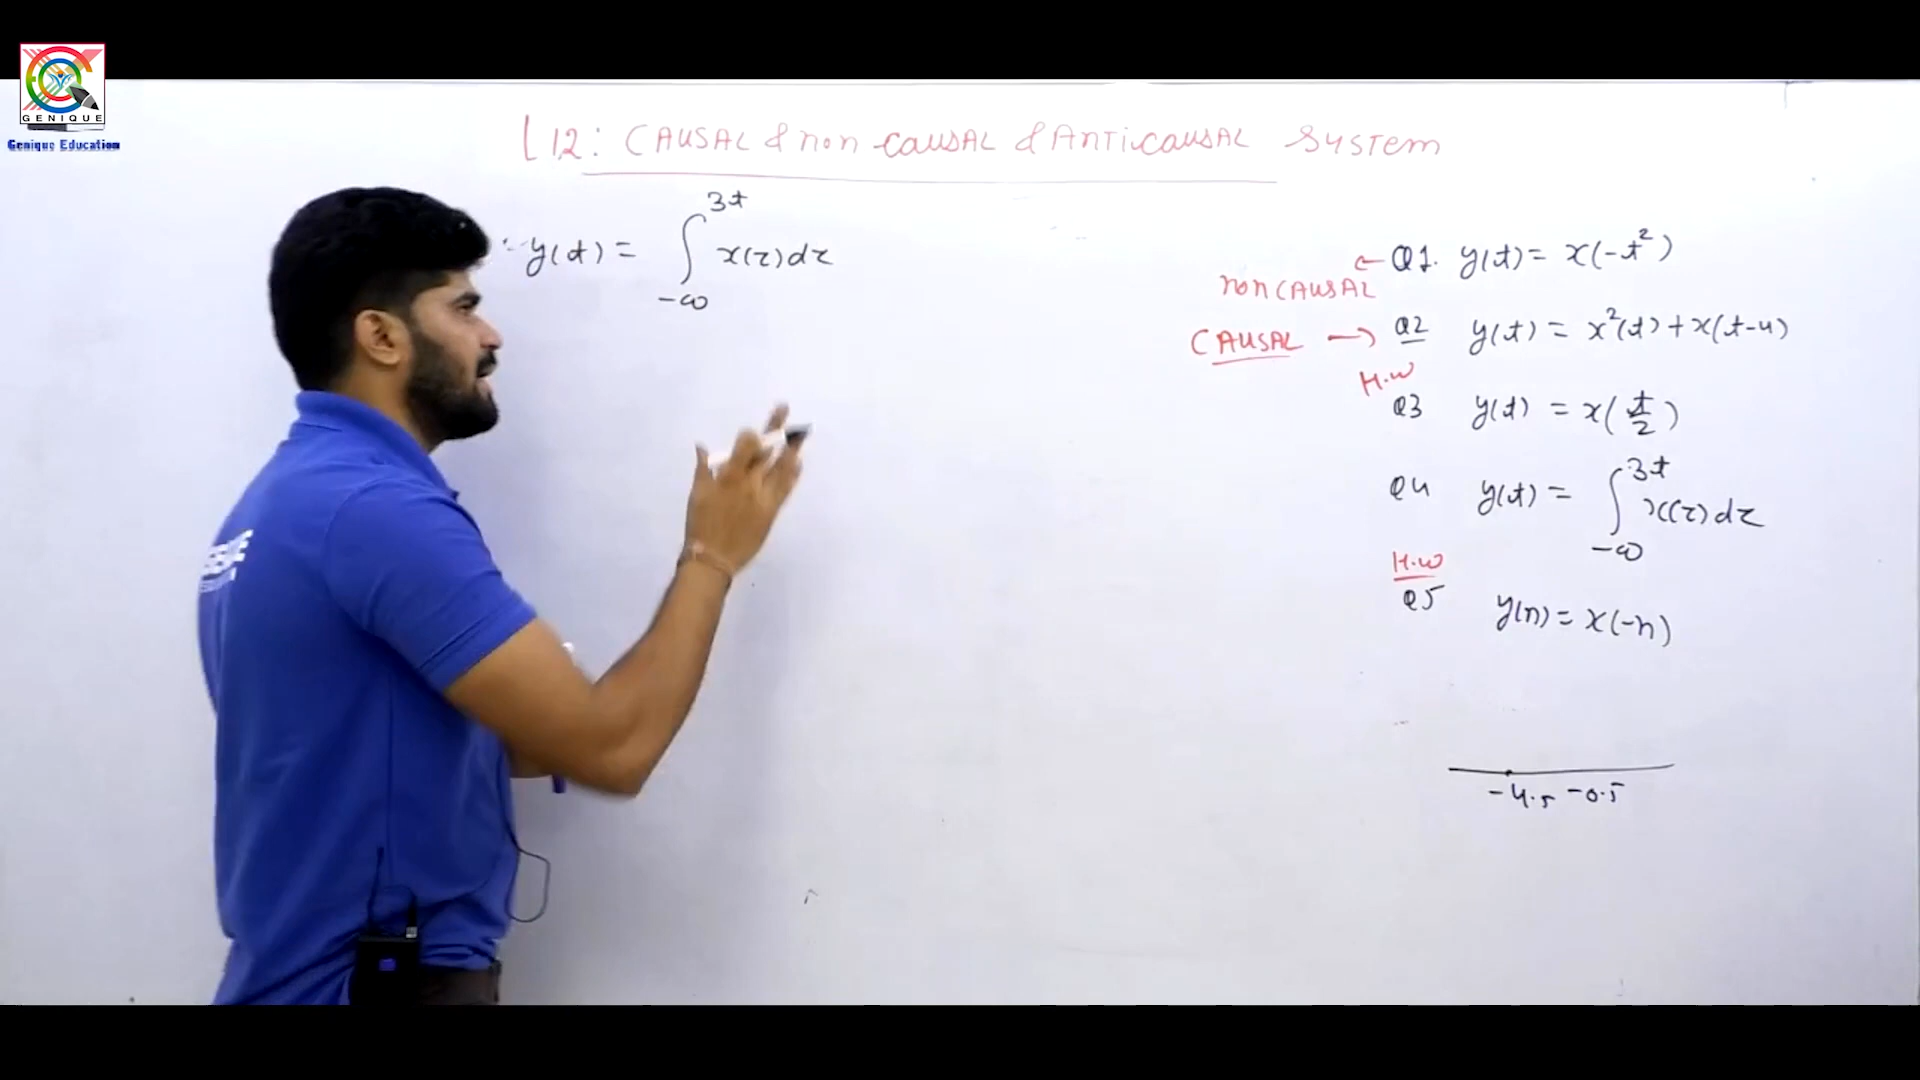 GENIQUE
Genique Education
L12: CAUSAL & non causal & Anticausal System
y(t) = ∫_{-∞}^{3t} x(τ)dτ
← Q1. y(t) = x(-t²)
non CAUSAL
CAUSAL → Q2 y(t) = x²(t) + x(t-4)
H.W
Q3 y(t) = x(t/2)
Q4 y(t) = ∫_{-∞}^{3t} x(τ)dτ
H.W
Q5 y(n) = x(-n)
-4.5 -0.5